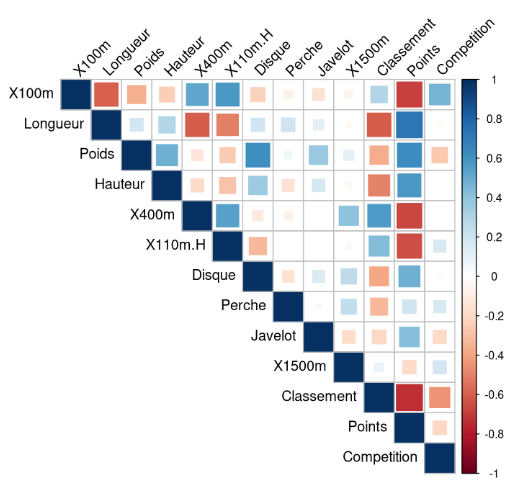 X100m
Longueur
Poids
Hauteur
X400m
X110m.H
Disque
Perche
Javelot
X1500m
Classement
Points
Competition
X100m
Longueur
Poids
Hauteur
X400m
X110m.H
Disque
Perche
Javelot
X1500m
Classement
Points
Competition
1
0.8
0.6
0.4
0.2
0
-0.2
-0.4
-0.6
-0.8
-1